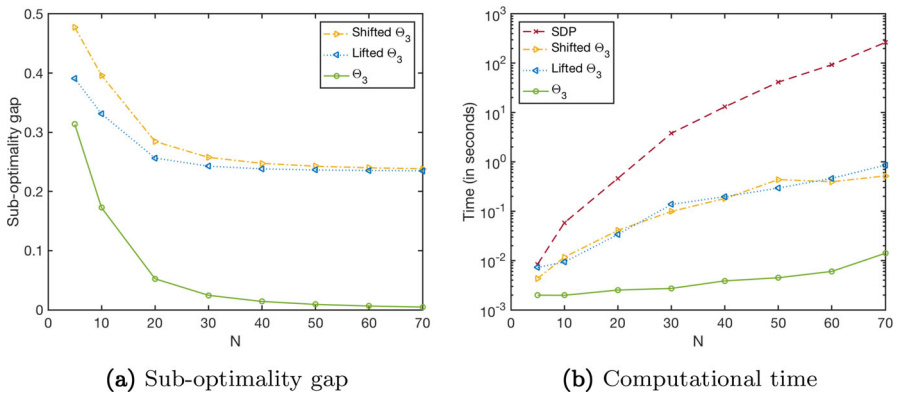 0.5
0.4
0.3
0.2
0.1
0
Sub-optimality gap
Shifted Θ₃
Lifted Θ₃
Θ₃
0 10 20 30 40 50 60 70
N
(a) Sub-optimality gap
10³
10²
10¹
10⁰
10⁻¹
10⁻²
10⁻³
Time (in seconds)
SDP
Shifted Θ₃
Lifted Θ₃
Θ₃
0 10 20 30 40 50 60 70
N
(b) Computational time